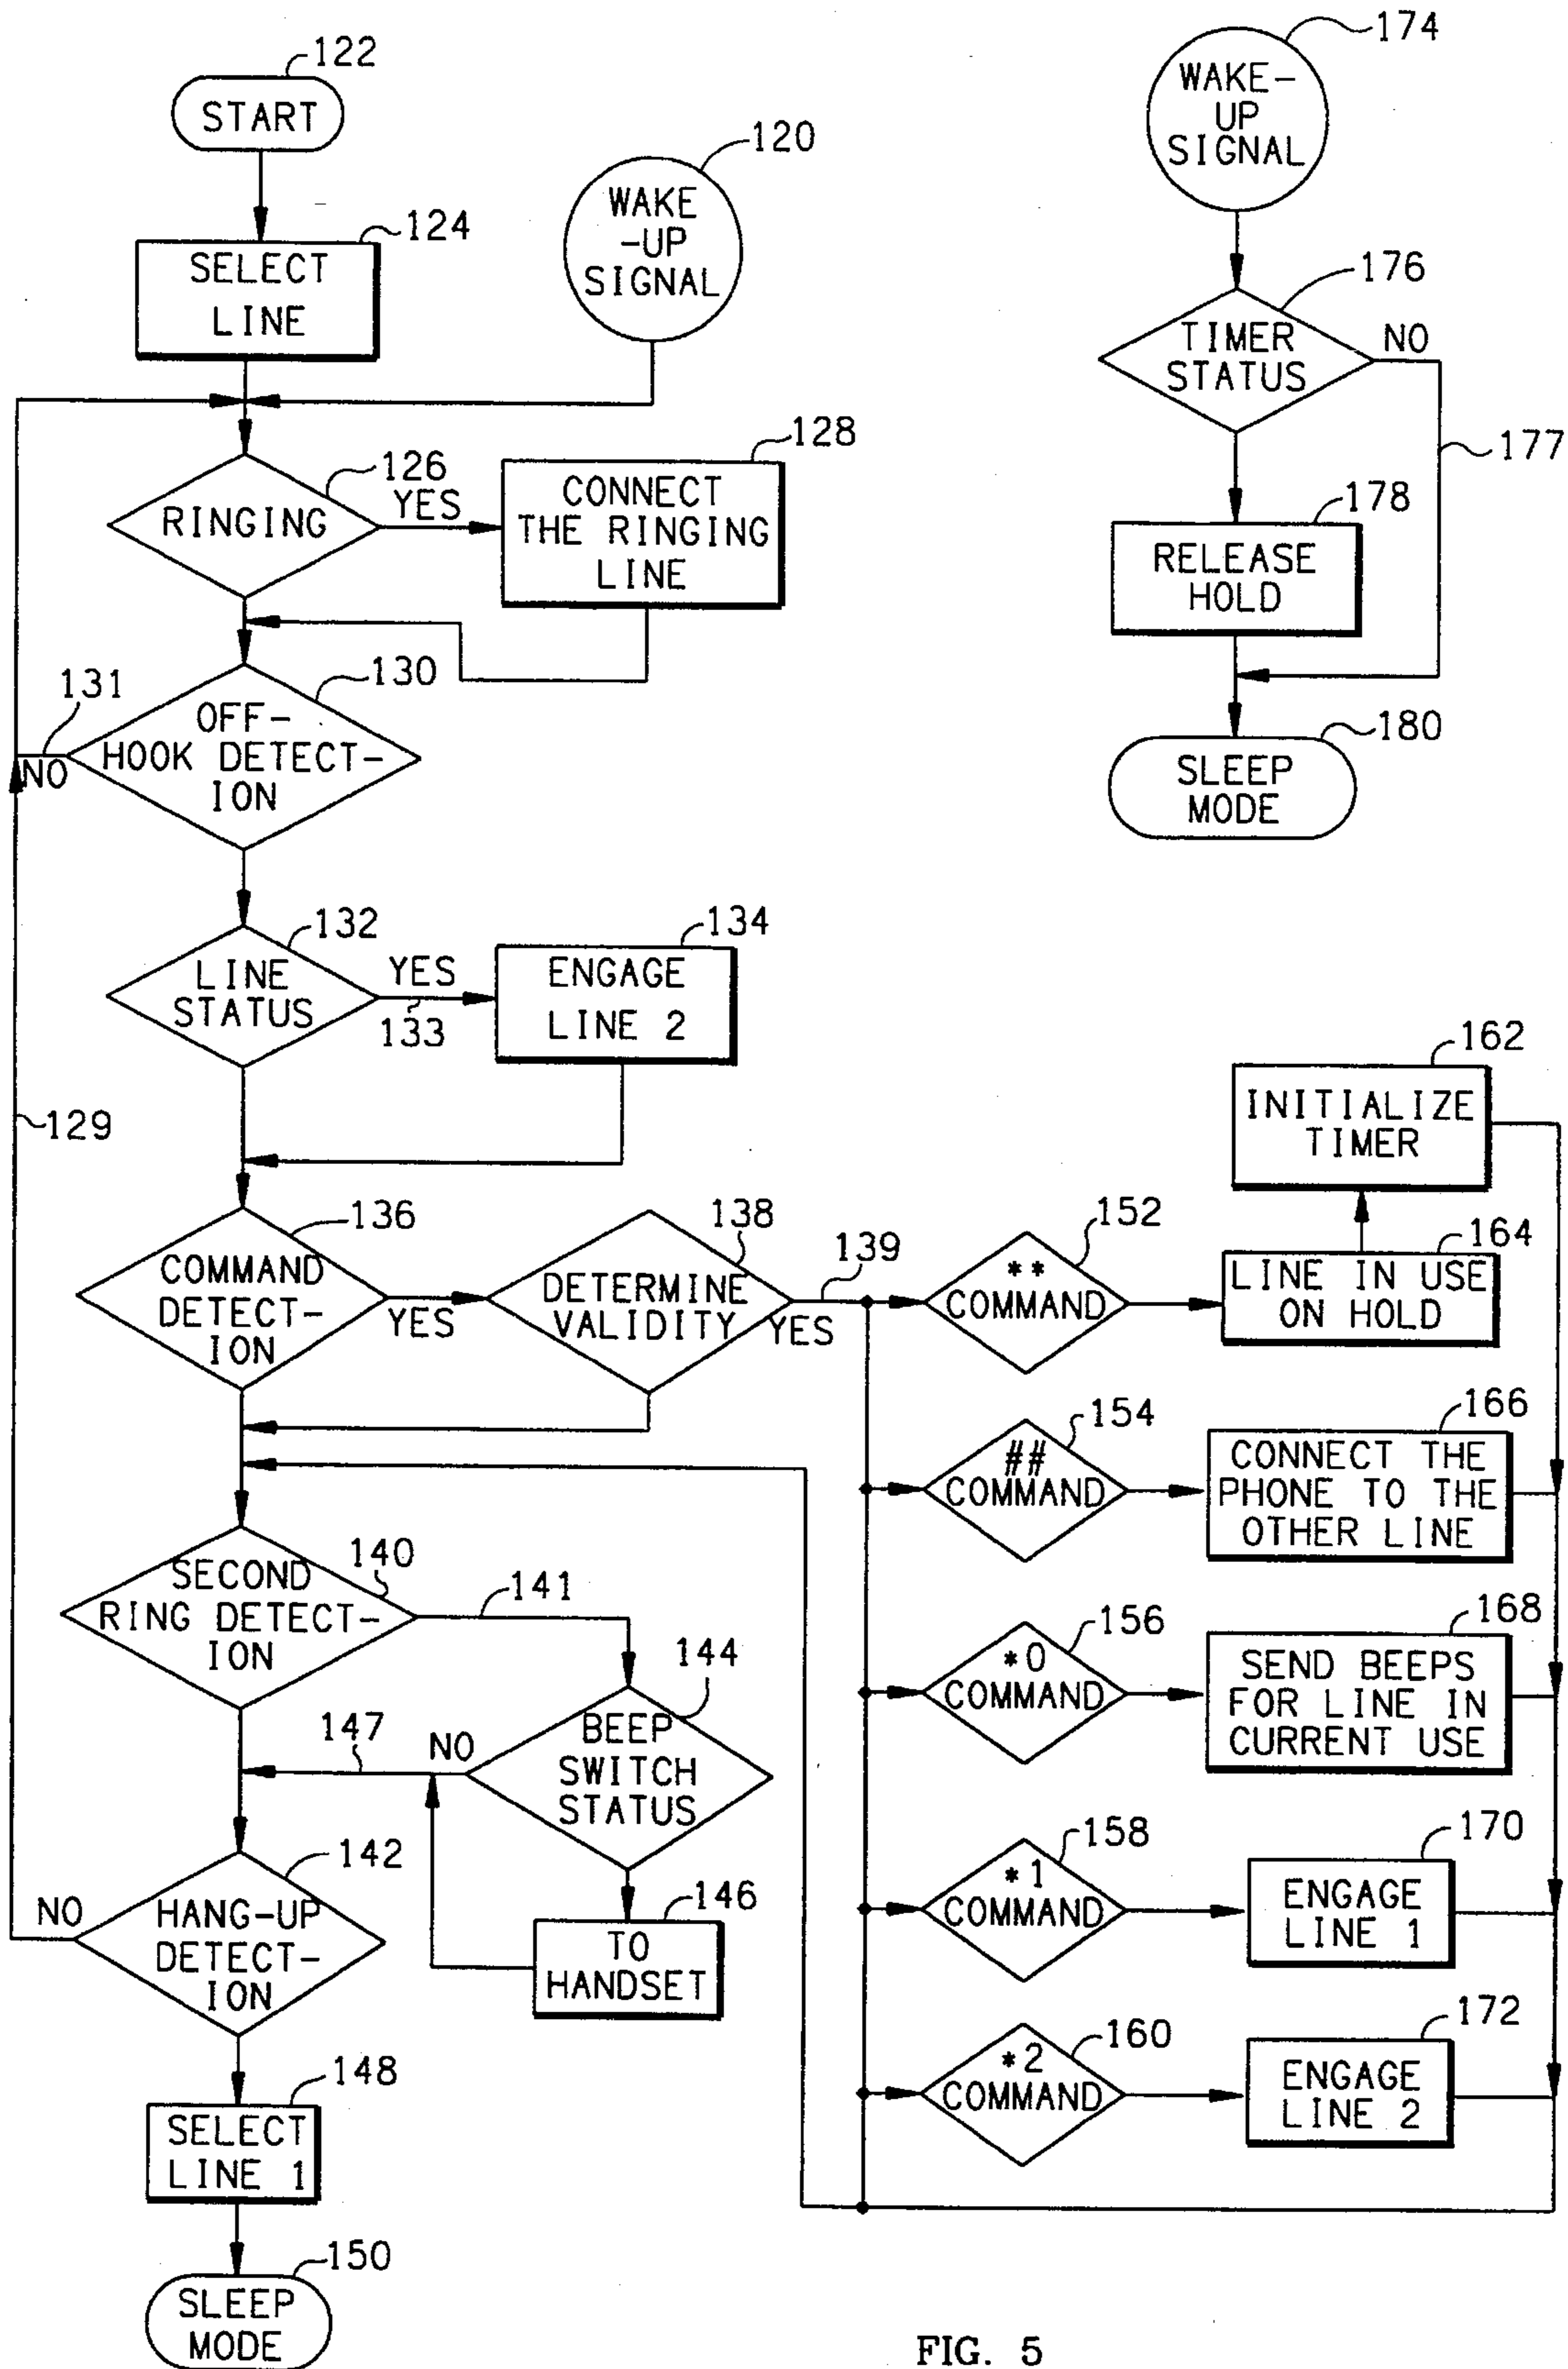 122
START
124
SELECT
LINE
120
WAKE
-UP
SIGNAL
126
RINGING
YES
128
CONNECT
THE RINGING
LINE
130
131
OFF-
HOOK DETECT-
ION
NO
132
LINE
STATUS
YES
133
134
ENGAGE
LINE 2
129
136
COMMAND
DETECT-
ION
YES
138
DETERMINE
VALIDITY
YES
139
140
SECOND
RING DETECT-
ION
141
144
BEEP
SWITCH
STATUS
147
NO
146
TO
HANDSET
142
HANG-UP
DETECT-
ION
NO
148
SELECT
LINE 1
150
SLEEP
MODE
174
WAKE-
UP
SIGNAL
176
TIMER
STATUS
NO
177
178
RELEASE
HOLD
180
SLEEP
MODE
162
INITIALIZE
TIMER
152
**
COMMAND
164
LINE IN USE
ON HOLD
154
##
COMMAND
166
CONNECT THE
PHONE TO THE
OTHER LINE
156
*0
COMMAND
168
SEND BEEPS
FOR LINE IN
CURRENT USE
158
*1
COMMAND
170
ENGAGE
LINE 1
160
*2
COMMAND
172
ENGAGE
LINE 2
FIG. 5